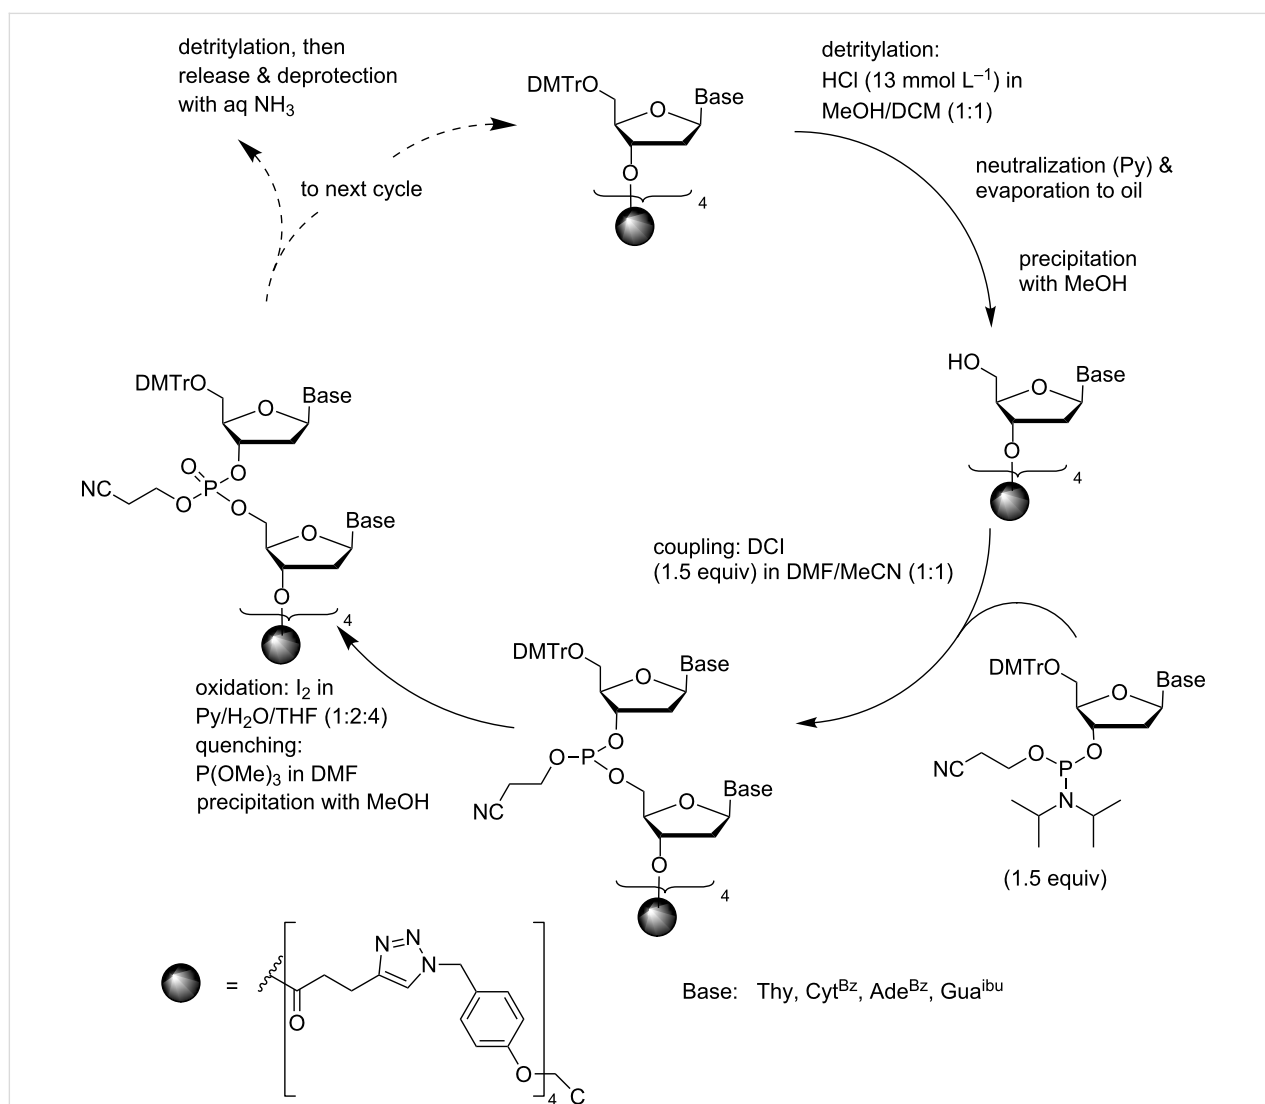 detritylation, then
release & deprotection
with aq NH3
to next cycle
DMTrO
O
Base
O
4
detritylation:
HCl (13 mmol L–1) in
MeOH/DCM (1:1)
neutralization (Py) &
evaporation to oil
precipitation
with MeOH
HO
O
Base
O
4
coupling: DCI
(1.5 equiv) in DMF/MeCN (1:1)
DMTrO
O
Base
O
O
P
N
NC
(1.5 equiv)
DMTrO
O
Base
O
O–P
O
NC
O
Base
O
4
oxidation: I2 in
Py/H2O/THF (1:2:4)
quenching:
P(OMe)3 in DMF
precipitation with MeOH
DMTrO
O
Base
O
O
P
O
O
NC
O
Base
O
4
=
O
N=N
N
O
4
C
Base: Thy, CytBz, AdeBz, Guaibu